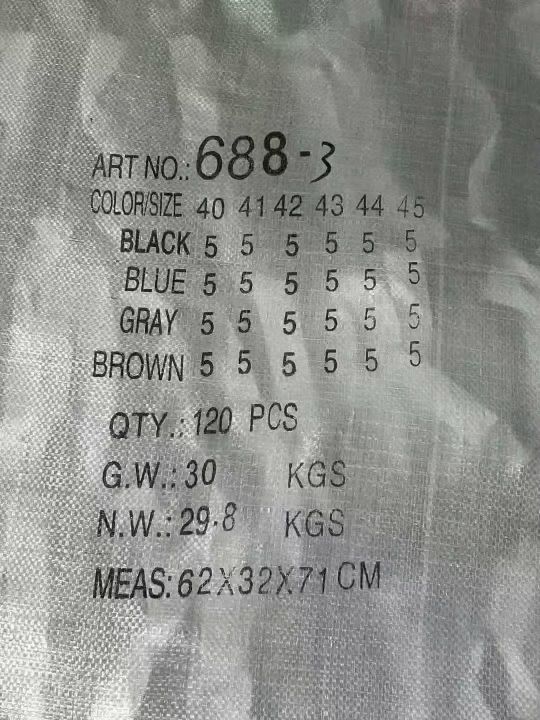 ART NO.: 688-3
COLOR/SIZE 40 41 42 43 44 45
BLACK 5 5 5 5 5 5
BLUE 5 5 5 5 5 5
GRAY 5 5 5 5 5 5
BROWN 5 5 5 5 5 5
QTY.: 120 PCS
G.W.: 30 KGS
N.W.: 29.8 KGS
MEAS: 62X32X71 CM